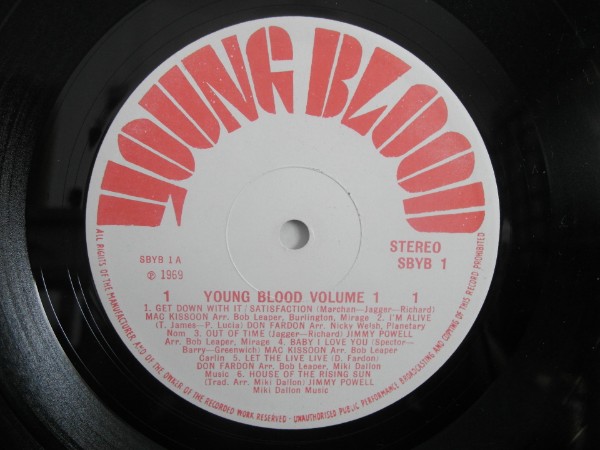 YOUNG BLOOD
STEREO
SBYB 1
SBYB 1A
℗ 1969
1 YOUNG BLOOD VOLUME 1 1
1. GET DOWN WITH IT / SATISFACTION (Marchan—Jagger—Richard)
MAC KISSOON Arr. Bob Leaper, Burlington, Mirage 2. I'M ALIVE
(T. James—P. Lucia) DON FARDON Arr. Nicky Welsh, Planetary
Nom 3. OUT OF TIME (Jagger—Richard) JIMMY POWELL
Arr. Bob Leaper, Mirage 4. BABY I LOVE YOU (Spector—
Barry—Greenwich) MAC KISSOON Arr. Bob Leaper
Carlin 5. LET THE LIVE LIVE (D. Fardon)
DON FARDON Arr. Bob Leaper, Miki Dallon
Music 6. HOUSE OF THE RISING SUN
(Trad. Arr. Miki Dallon) JIMMY POWELL
Miki Dallon Music
ALL RIGHTS OF THE MANUFACTURER, AND OF THE OWNER OF THE RECORDED WORK RESERVED - UNAUTHORISED PUBLIC PERFORMANCE BROADCASTING AND COPYING OF THIS RECORD PROHIBITED